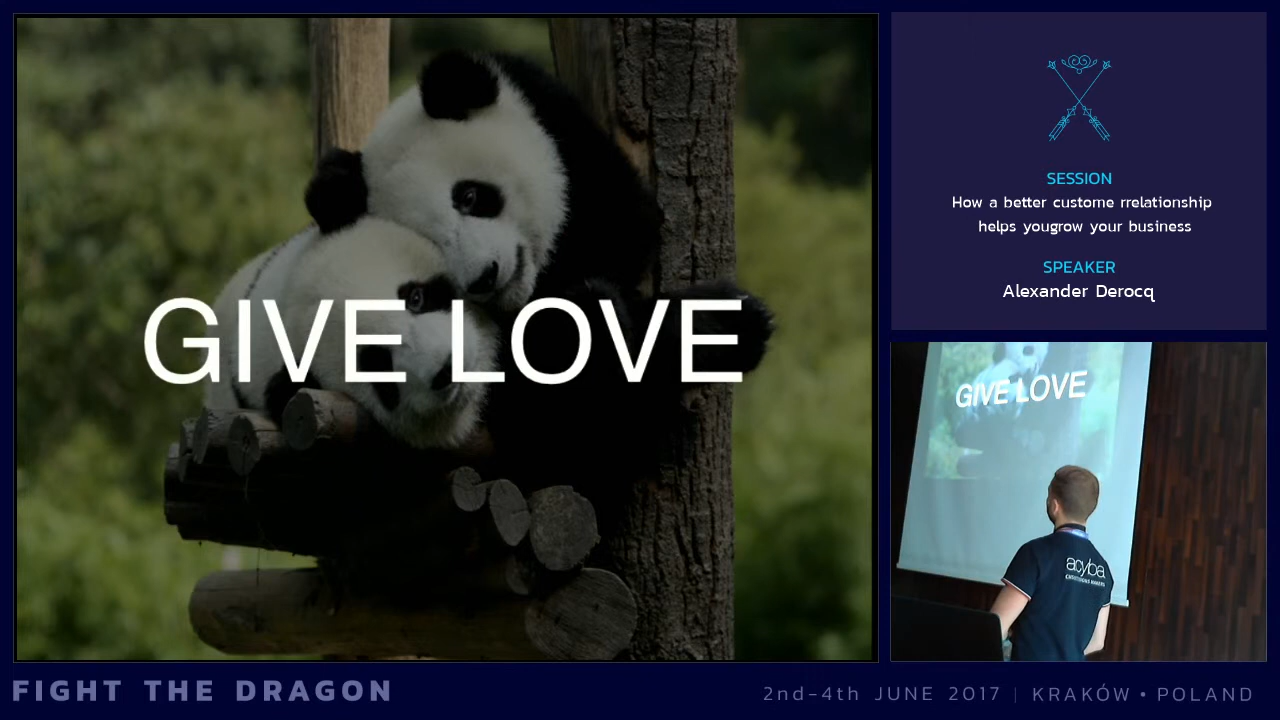 GIVE LOVE
SESSION
How a better custome rrelationship
helps yougrow your business
SPEAKER
Alexander Derocq
GIVE LOVE
acyba
FIGHT THE DRAGON
2nd-4th JUNE 2017 | KRAKÓW • POLAND